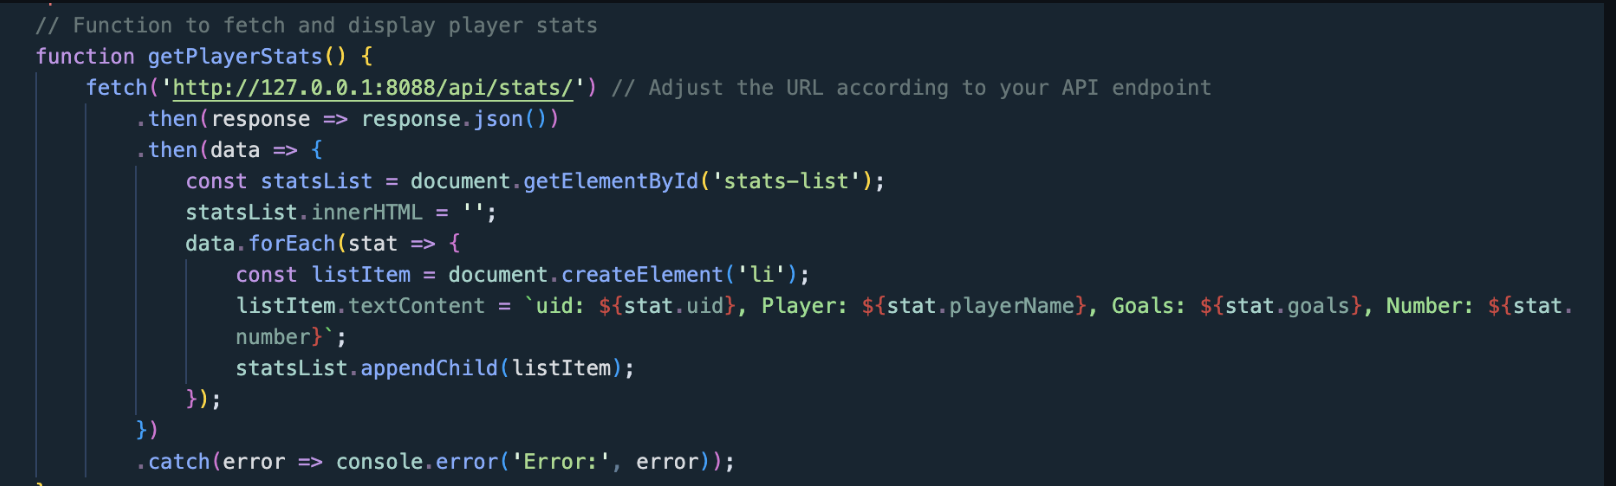 // Function to fetch and display player stats
function getPlayerStats() {
fetch('http://127.0.0.1:8088/api/stats/') // Adjust the URL according to your API endpoint
.then(response => response.json())
.then(data => {
const statsList = document.getElementById('stats-list');
statsList.innerHTML = '';
data.forEach(stat => {
const listItem = document.createElement('li');
listItem.textContent = `uid: ${stat.uid}, Player: ${stat.playerName}, Goals: ${stat.goals}, Number: ${stat.
number}`;
statsList.appendChild(listItem);
});
})
.catch(error => console.error('Error:', error));